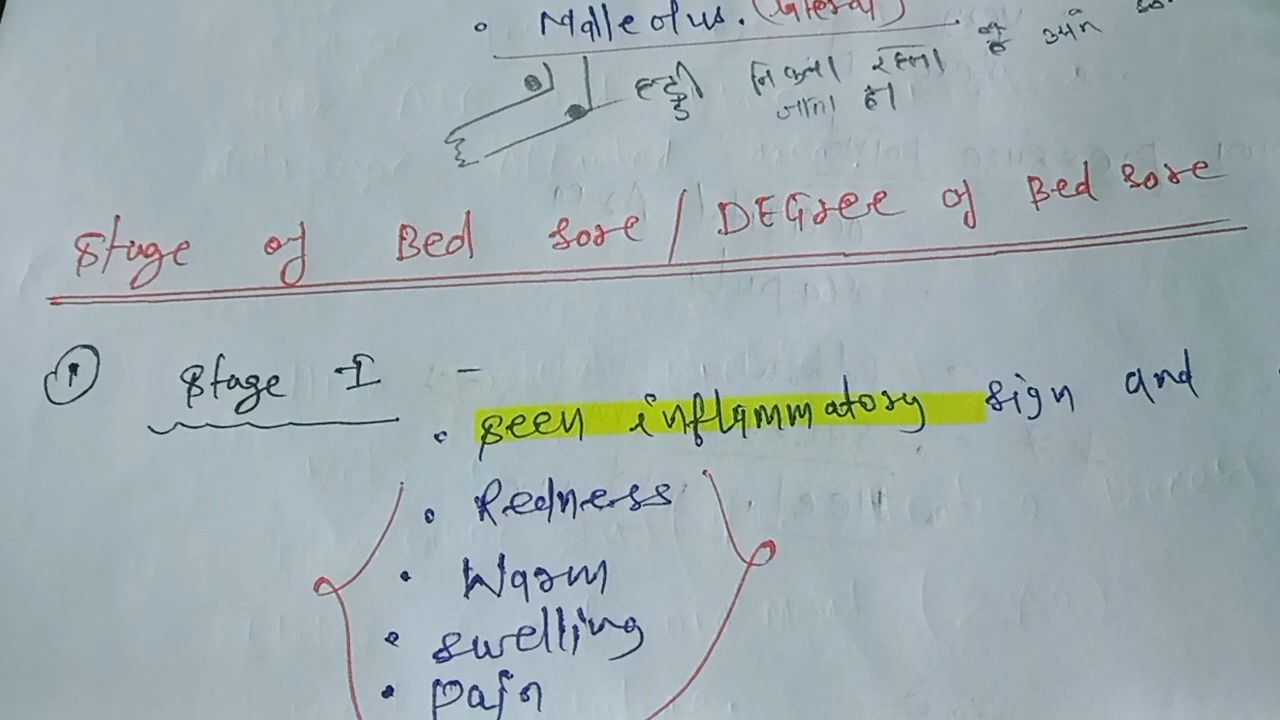 Malleolus. (lateral)
हड्डी निकला रहता
जाता है।
Stage of Bed Sore / DEGree of Bed Sore
① Stage I -
• Seen inflammatory sign and
• Redness
• Warm
• swelling
• pain